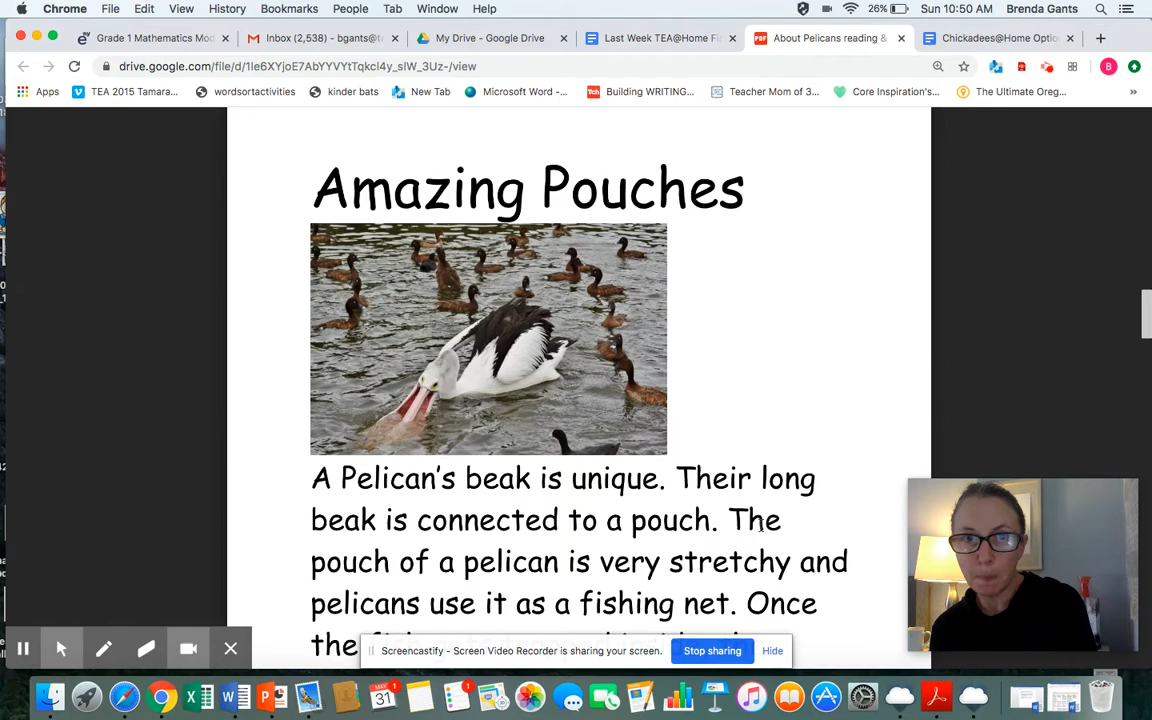 Chrome File Edit View History Bookmarks People Tab Window Help 26% Sun 10:50 AM Brenda Gants
Grade 1 Mathematics Mod Inbox (2,538) - bgants@te My Drive - Google Drive Last Week TEA@Home Fi About Pelicans reading & Chickadees@Home Optio
drive.google.com/file/d/1Ie6XYjoE7AbYYVYtTqkcl4y_sIW_3Uz-/view
Apps TEA 2015 Tamara... wordsortactivities kinder bats New Tab Microsoft Word -... Tch Building WRITING... Teacher Mom of 3... Core Inspiration's... The Ultimate Oreg... »
Amazing Pouches
A Pelican's beak is unique. Their long
beak is connected to a pouch. The
pouch of a pelican is very stretchy and
pelicans use it as a fishing net. Once
the
Screencastify - Screen Video Recorder is sharing your screen. Stop sharing Hide